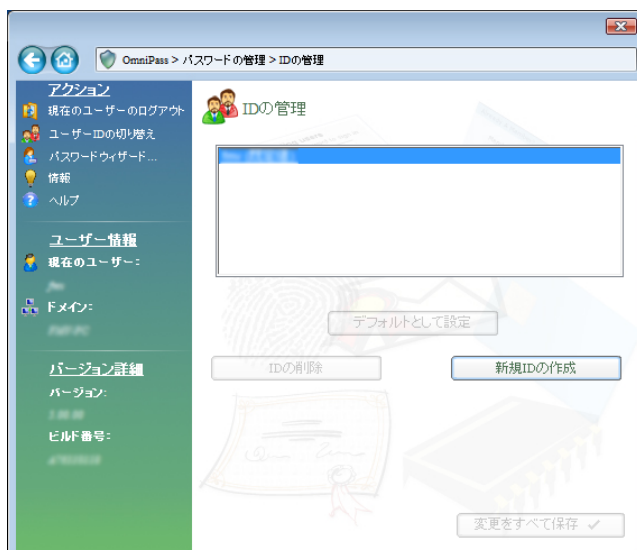 OmniPass > パスワードの管理 > IDの管理
アクション
現在のユーザーのログアウト
ユーザーIDの切り替え
パスワードウィザード...
情報
ヘルプ
ユーザー情報
現在のユーザー:
ドメイン:
バージョン詳細
バージョン:
ビルド番号:
IDの管理
デフォルトとして設定
IDの削除
新規IDの作成
変更をすべて保存